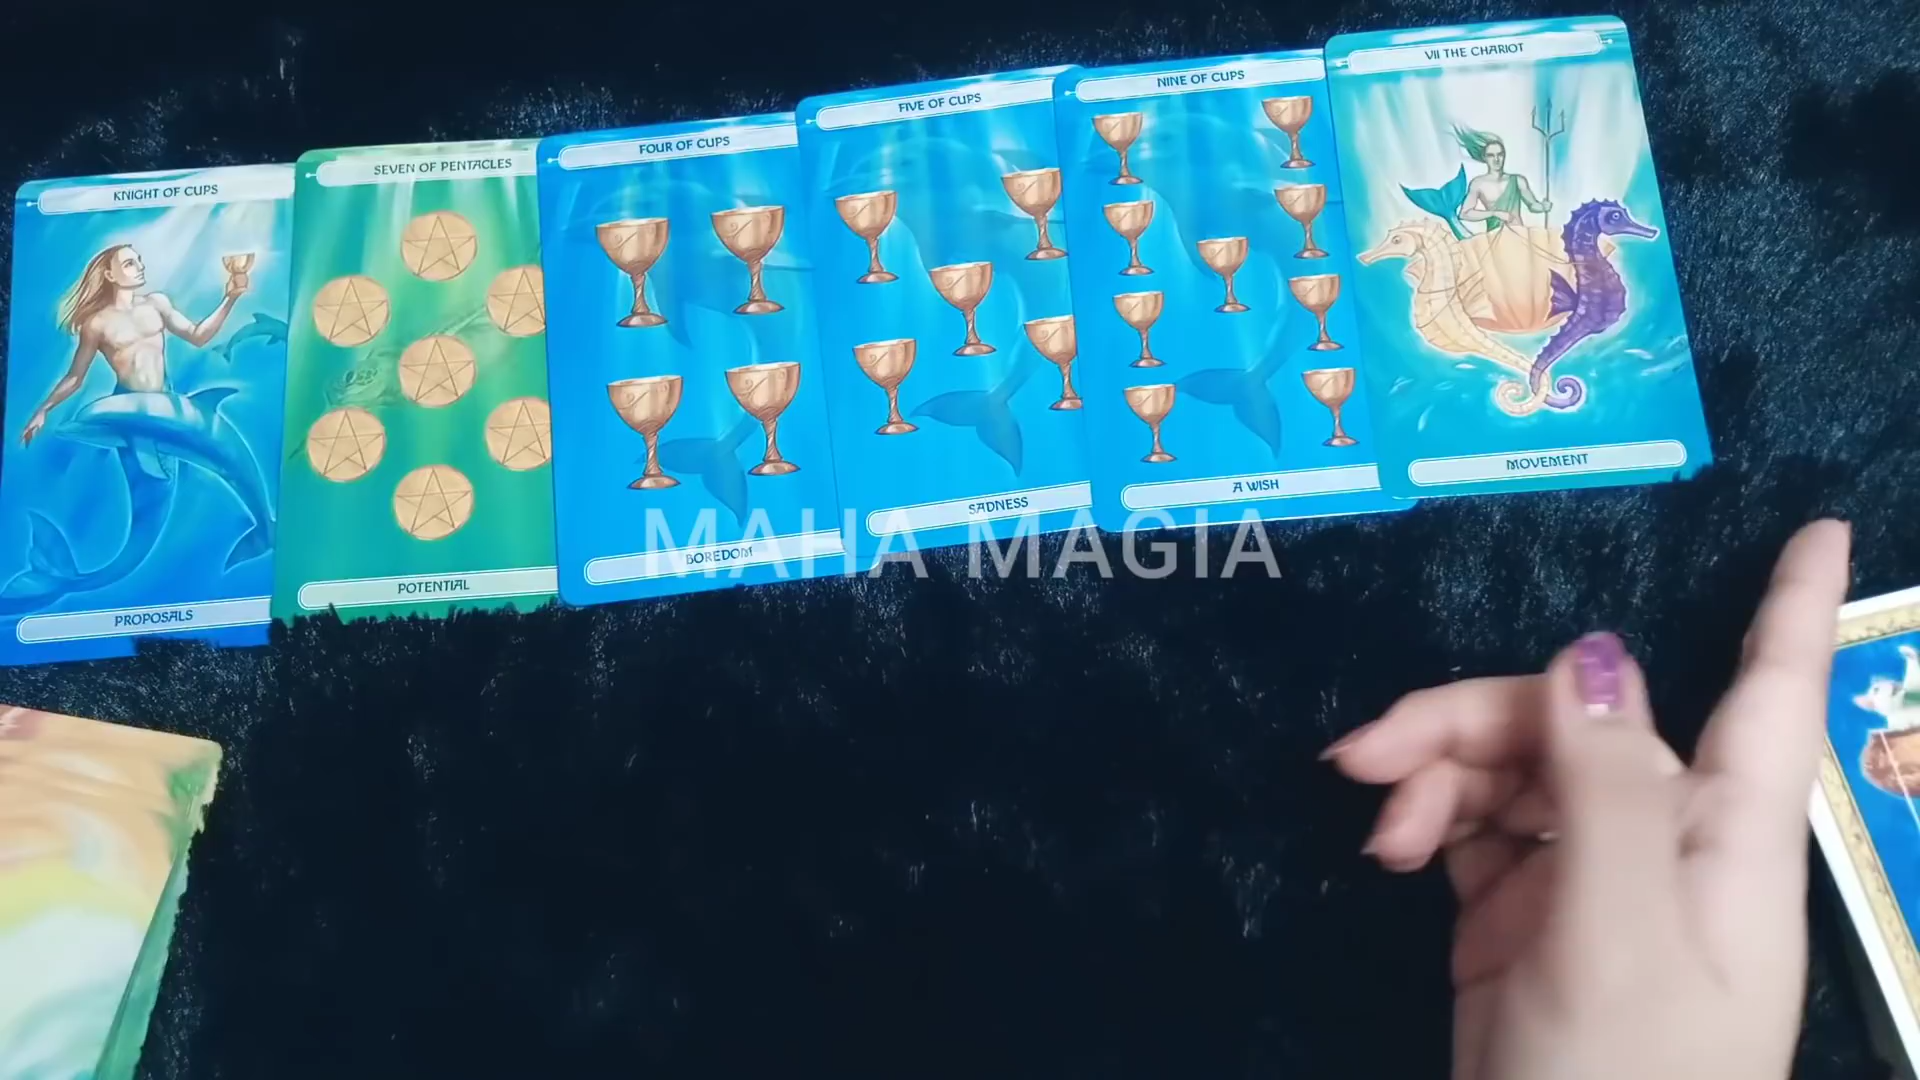 KNIGHT OF CUPS
PROPOSALS
SEVEN OF PENTACLES
POTENTIAL
FOUR OF CUPS
BOREDOM
FIVE OF CUPS
SADNESS
NINE OF CUPS
A WISH
VII THE CHARIOT
MOVEMENT
MAHA MAGIA